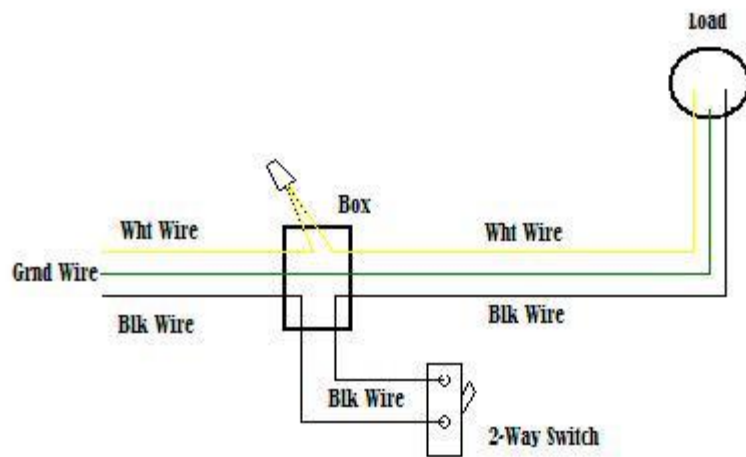 Load
Box
Wht Wire
Wht Wire
Grnd Wire
Blk Wire
Blk Wire
Blk Wire
2-Way Switch